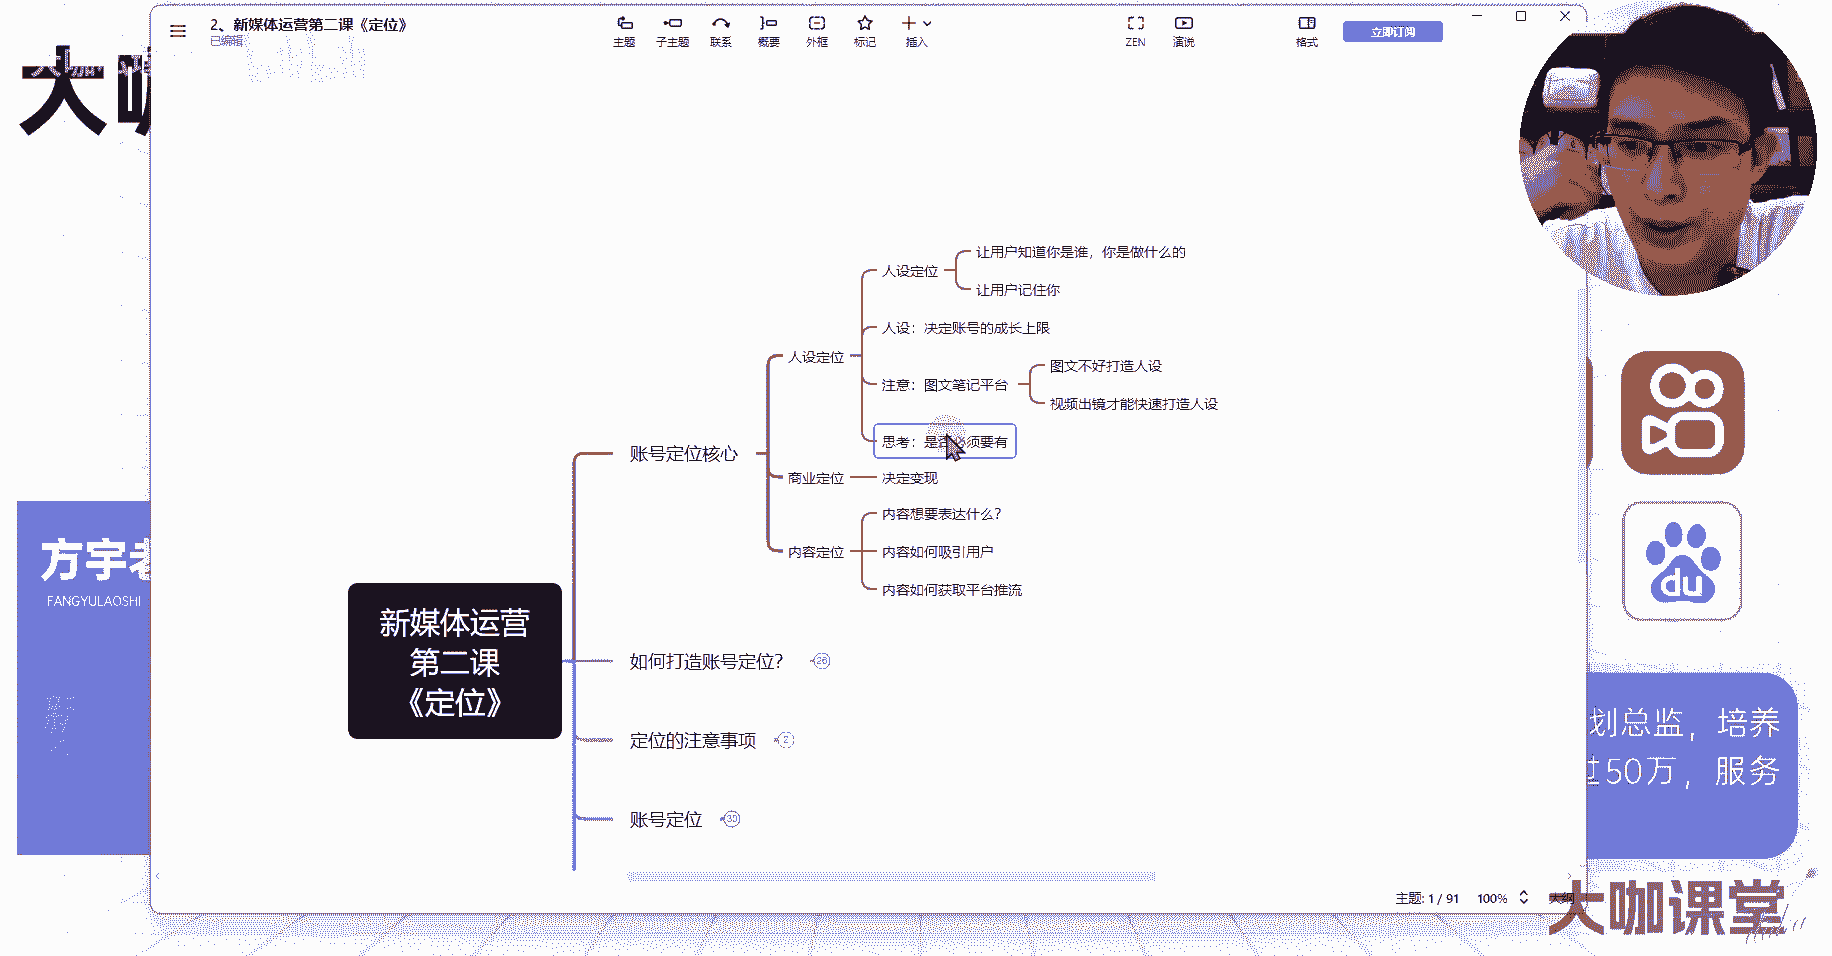 2、新媒体运营第二课《定位》
已编辑
主题
子主题
联系
概要
外框
标记
插入
ZEN
演说
格式
立即订阅
大咖
让用户知道你是谁，你是做什么的
人设定位
让用户记住你
人设：决定账号的成长上限
人设定位
图文不好打造人设
注意：图文笔记平台
视频出镜才能快速打造人设
思考：是否必须要有
账号定位核心
商业定位
决定变现
内容想要表达什么？
内容定位
内容如何吸引用户
内容如何获取平台推流
方宇老
FANGYULAOSHI
新媒体运营
第二课
《定位》
如何打造账号定位？
26
定位的注意事项
2
账号定位
30
du
划总监，培养
过50万，服务
主题: 1 / 91
100%
大纲
大咖课堂